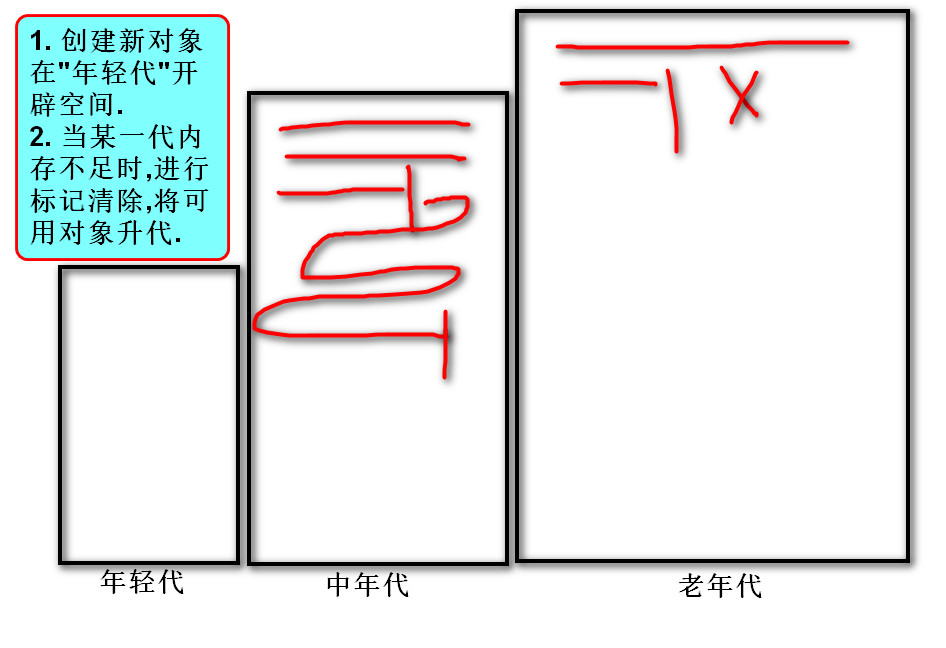 1. 创建新对象
在"年轻代"开
辟空间.
2. 当某一代内
存不足时,进行
标记清除,将可
用对象升代.
年轻代
中年代
老年代